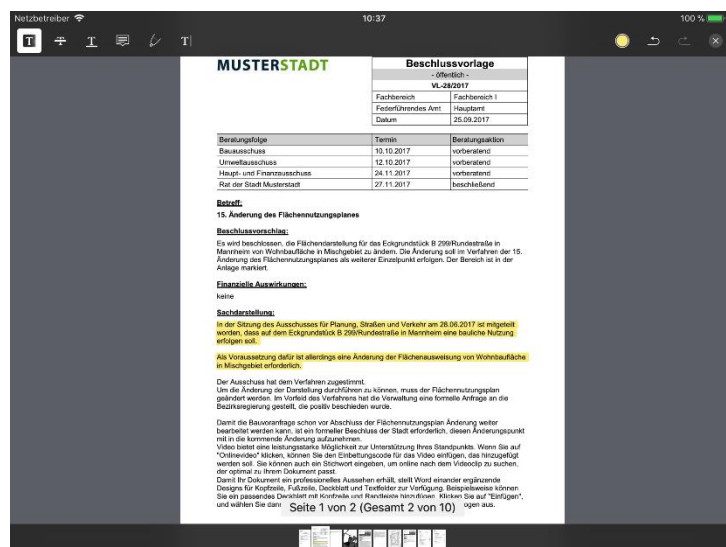 Netzbetreiber 10:37 100 %
T T T T
MUSTERSTADT
Beschlussvorlage
- öffentlich -
VL-28/2017
Fachbereich Fachbereich I
Federführendes Amt Hauptamt
Datum 25.09.2017
Beratungsfolge Termin Beratungsaktion
Bauausschuss 10.10.2017 vorberatend
Umweltausschuss 12.10.2017 vorberatend
Haupt- und Finanzausschuss 24.11.2017 vorberatend
Rat der Stadt Musterstadt 27.11.2017 beschließend
Betreff:
15. Änderung des Flächennutzungsplanes
Beschlussvorschlag:
Es wird beschlossen, die Flächendarstellung für das Eckgrundstück B 299/Rundestraße in
Mannheim von Wohnbaufläche in Mischgebiet zu ändern. Die Änderung soll im Verfahren der 15.
Änderung des Flächennutzungsplanes als weiterer Einzelpunkt erfolgen. Der Bereich ist in der
Anlage markiert.
Finanzielle Auswirkungen:
keine
Sachdarstellung:
In der Sitzung des Ausschusses für Planung, Straßen und Verkehr am 28.06.2017 ist mitgeteilt
worden, dass auf dem Eckgrundstück B 299/Rundestraße in Mannheim eine bauliche Nutzung
erfolgen soll.
Als Voraussetzung dafür ist allerdings eine Änderung der Flächenausweisung von Wohnbaufläche
in Mischgebiet erforderlich.
Der Ausschuss hat dem Verfahren zugestimmt.
Um die Änderung der Darstellung durchführen zu können, muss der Flächennutzungsplan
geändert werden. Im Vorfeld des Verfahrens hat die Verwaltung eine formelle Anfrage an die
Bezirksregierung gestellt, die positiv beschieden wurde.
Damit die Bauvoranfrage schon vor Abschluss der Flächennutzungsplan Änderung weiter
bearbeitet werden kann, ist ein formeller Beschluss der Stadt erforderlich, diesen Änderungspunkt
mit in die kommende Änderung aufzunehmen.
Video bietet eine leistungsstarke Möglichkeit zur Unterstützung Ihres Standpunkts. Wenn Sie auf
"Onlinevideo" klicken, können Sie den Einbettungscode für das Video einfügen, das hinzugefügt
werden soll. Sie können auch ein Stichwort eingeben, um online nach dem Videoclip zu suchen,
der optimal zu Ihrem Dokument passt.
Damit Ihr Dokument ein professionelles Aussehen erhält, stellt Word einander ergänzende
Designs für Kopfzeile, Fußzeile, Deckblatt und Textfelder zur Verfügung. Beispielsweise können
Sie ein passendes Deckblatt mit Kopfzeile und Randleiste hinzufügen. Klicken Sie auf "Einfügen",
und wählen Sie dann ogen aus.
Seite 1 von 2 (Gesamt 2 von 10)